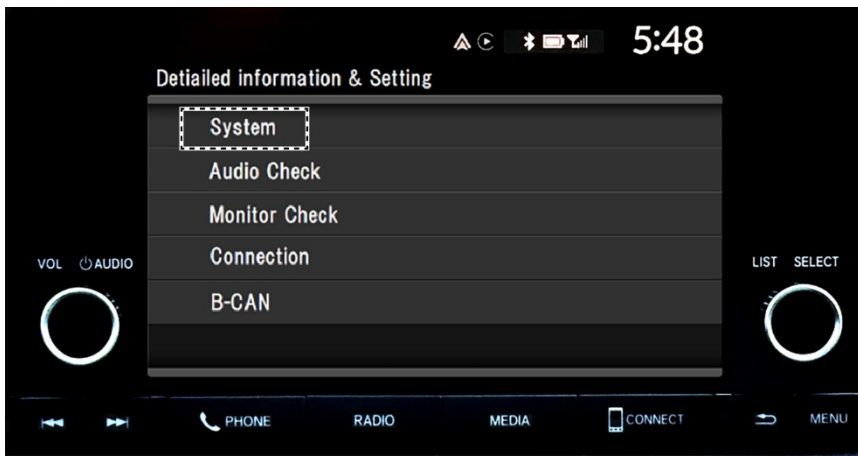 5:48
Detiailed information & Setting
System
Audio Check
Monitor Check
Connection
B-CAN
VOL AUDIO
LIST SELECT
PHONE RADIO MEDIA CONNECT MENU